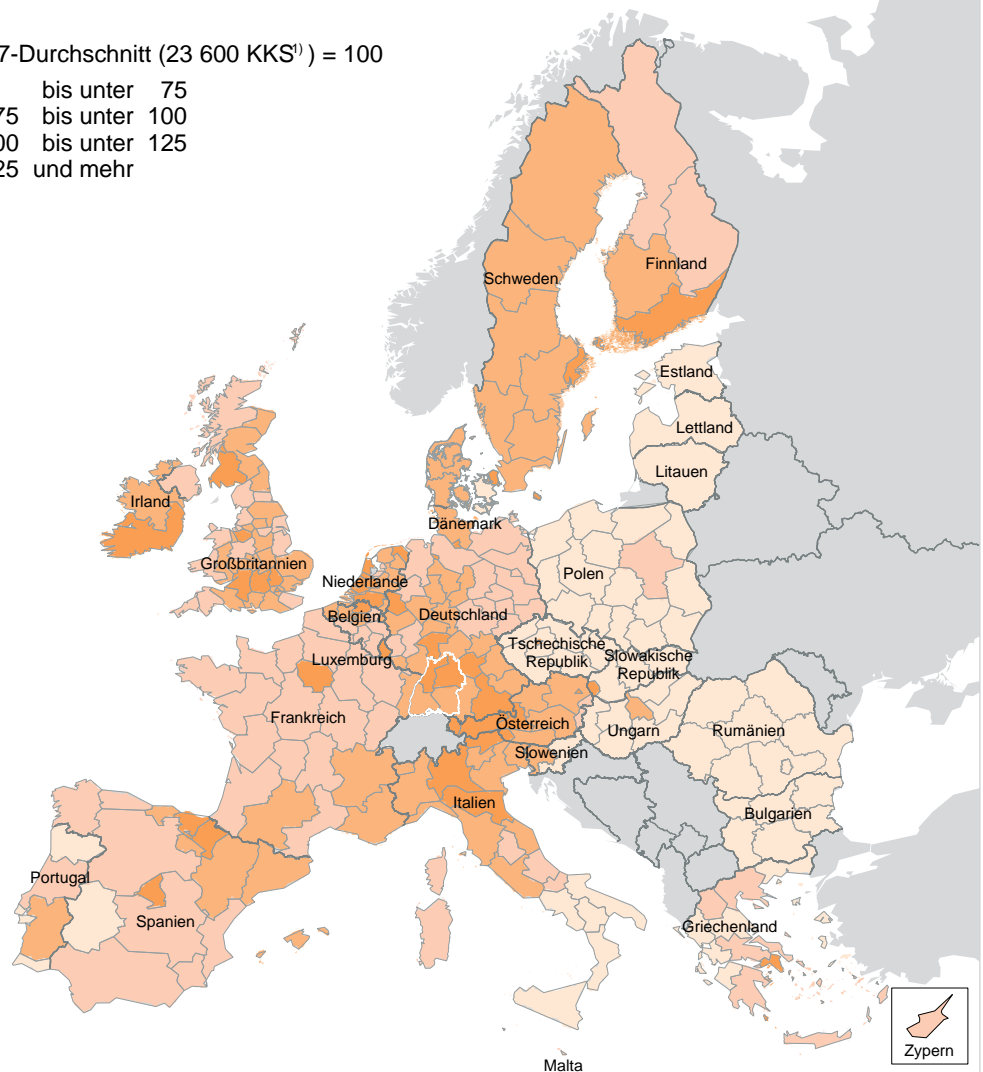 7-Durchschnitt (23 600 KKS¹⁾ ) = 100
bis unter 75
75 bis unter 100
00 bis unter 125
25 und mehr
Finnland
Schweden
Estland
Lettland
Litauen
Irland
Dänemark
Großbritannien
Polen
Niederlande
Belgien
Deutschland
Tschechische
Republik
Luxemburg
Slowakische
Republik
Frankreich
Österreich
Ungarn
Rumänien
Slowenien
Italien
Bulgarien
Portugal
Spanien
Griechenland
Zypern
Malta